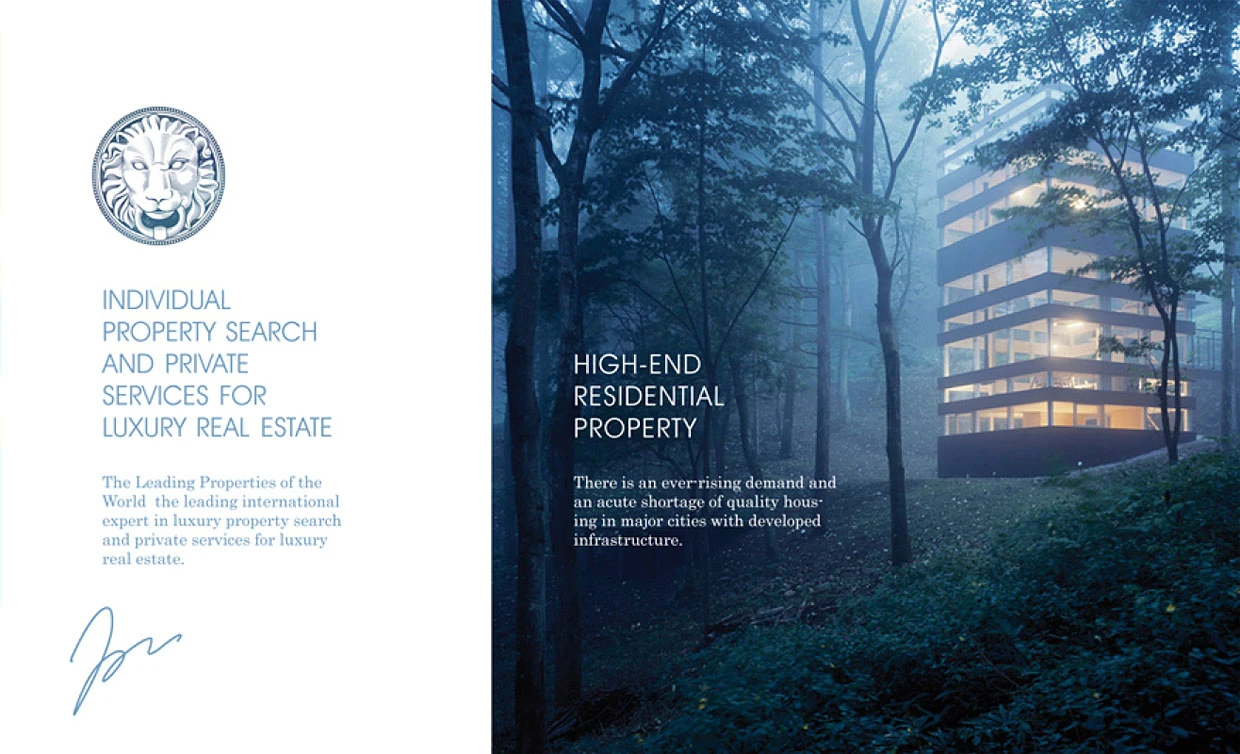 INDIVIDUAL
PROPERTY SEARCH
AND PRIVATE
SERVICES FOR
LUXURY REAL ESTATE
The Leading Properties of the
World the leading international
expert in luxury property search
and private services for luxury
real estate.
HIGH-END
RESIDENTIAL
PROPERTY
There is an ever-rising demand and
an acute shortage of quality hous-
ing in major cities with developed
infrastructure.